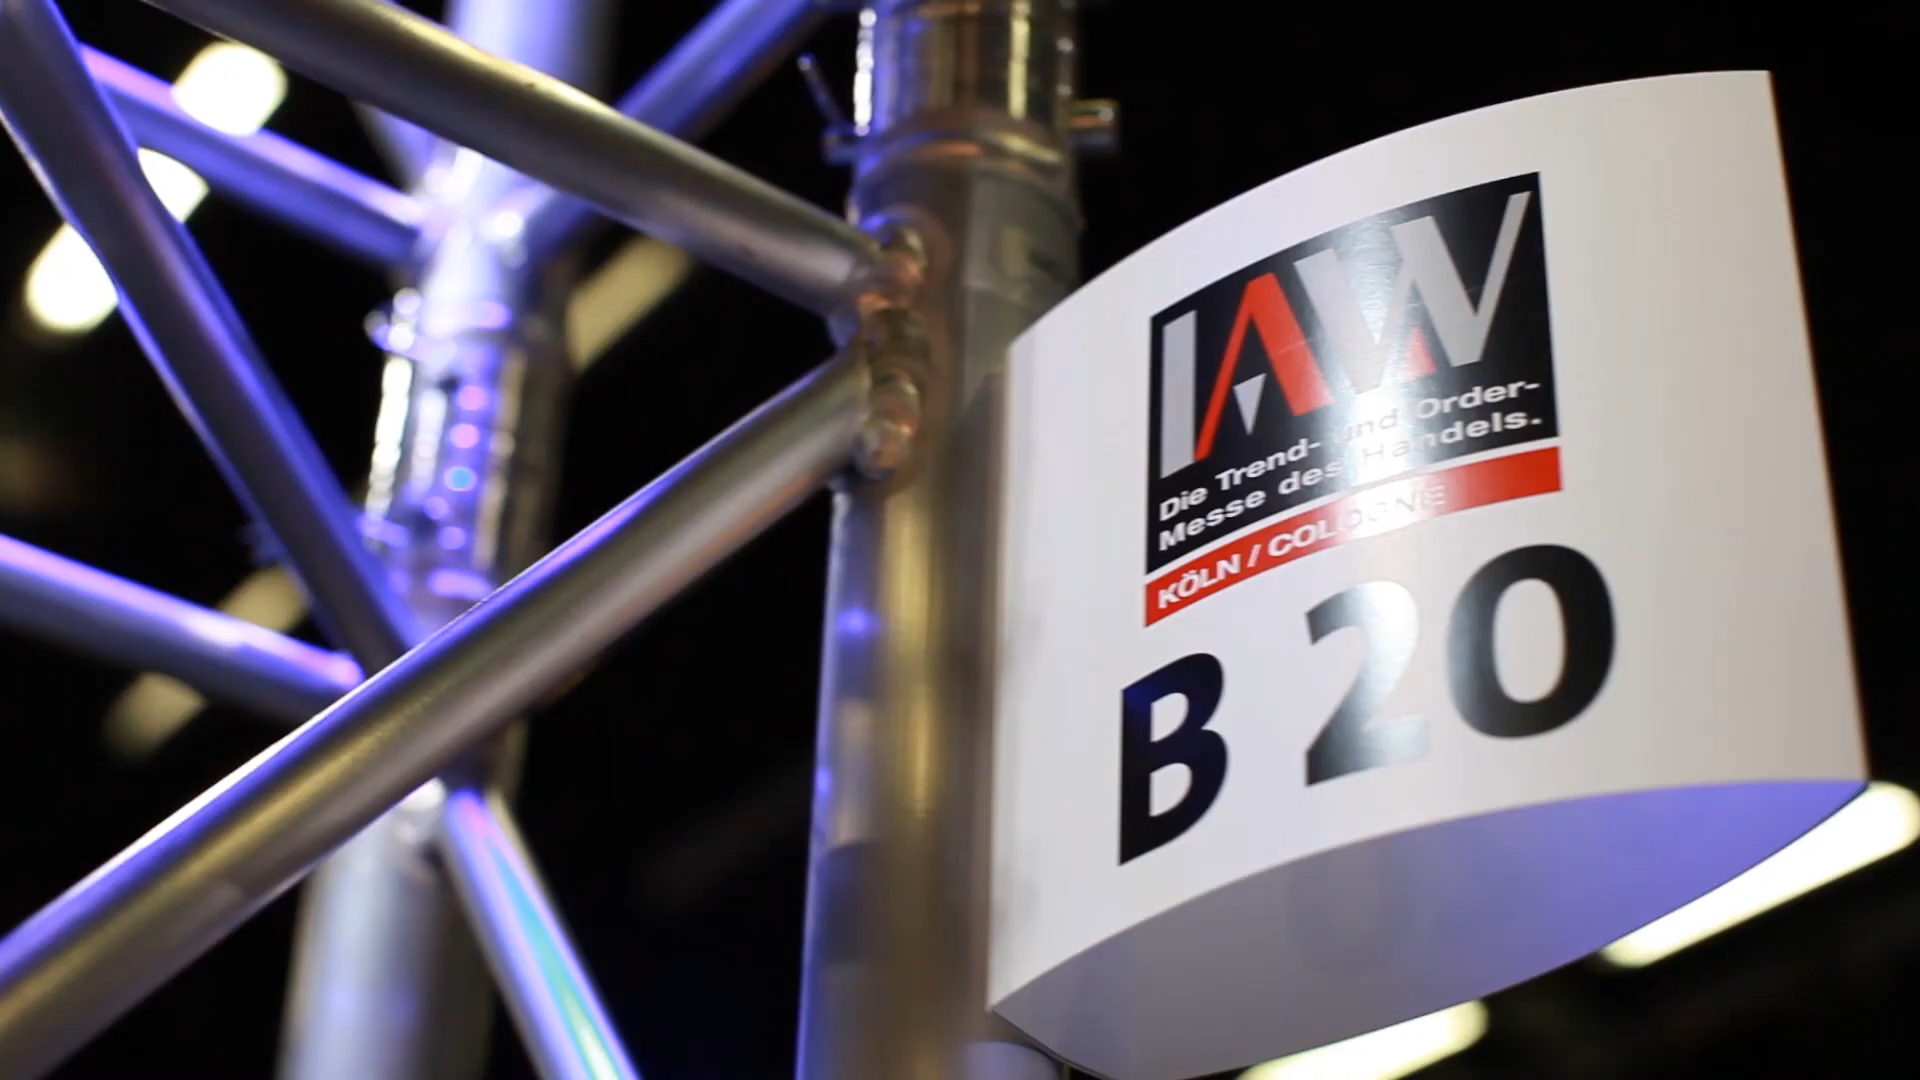 IAW
Die Trend- und Order-
Messe des Handels.
KÖLN / COLOGNE
B 20